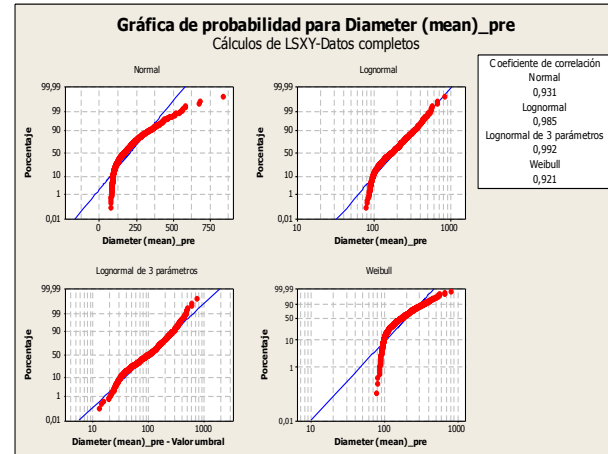 Gráfica de probabilidad para Diameter (mean)_pre
Cálculos de LSXY-Datos completos
Normal
99,99
99
90
50
10
1
0,01
Porcentaje
0
250
500
750
Diameter (mean)_pre
Lognormal
99,99
99
90
50
10
1
0,01
Porcentaje
10
100
1000
Diameter (mean)_pre
Coeficiente de correlación
Normal
0,931
Lognormal
0,985
Lognormal de 3 parámetros
0,992
Weibull
0,921
Lognormal de 3 parámetros
99,99
99
90
50
10
1
0,01
Porcentaje
10
100
1000
Diameter (mean)_pre - Valor umbral
Weibull
99,99
90
50
10
1
0,01
Porcentaje
10
100
1000
Diameter (mean)_pre